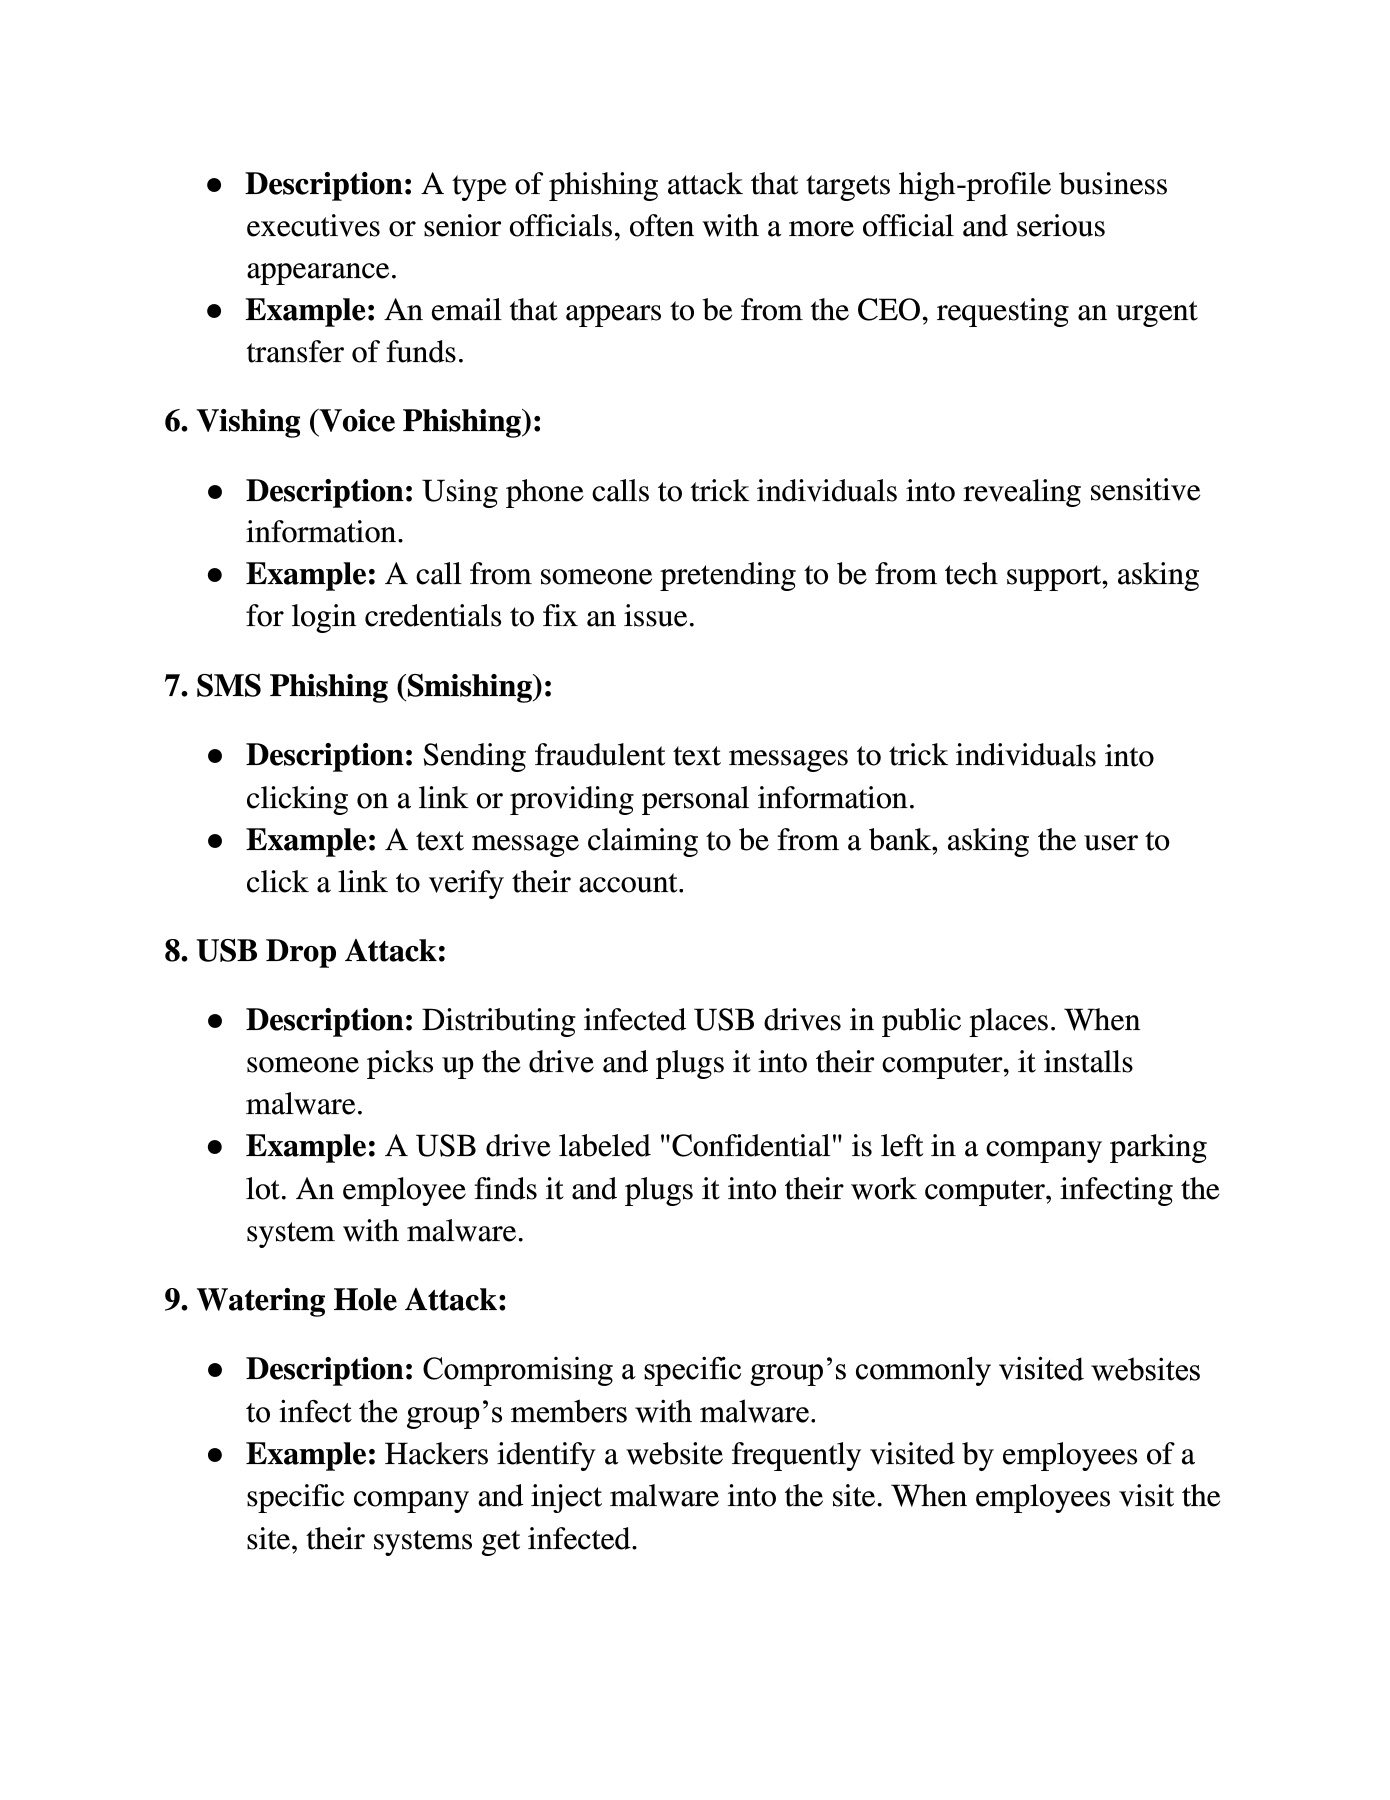 ● Description: A type of phishing attack that targets high-profile business
executives or senior officials, often with a more official and serious
appearance.
● Example: An email that appears to be from the CEO, requesting an urgent
transfer of funds.
6. Vishing (Voice Phishing):
● Description: Using phone calls to trick individuals into revealing sensitive
information.
● Example: A call from someone pretending to be from tech support, asking
for login credentials to fix an issue.
7. SMS Phishing (Smishing):
● Description: Sending fraudulent text messages to trick individuals into
clicking on a link or providing personal information.
● Example: A text message claiming to be from a bank, asking the user to
click a link to verify their account.
8. USB Drop Attack:
● Description: Distributing infected USB drives in public places. When
someone picks up the drive and plugs it into their computer, it installs
malware.
● Example: A USB drive labeled "Confidential" is left in a company parking
lot. An employee finds it and plugs it into their work computer, infecting the
system with malware.
9. Watering Hole Attack:
● Description: Compromising a specific group’s commonly visited websites
to infect the group’s members with malware.
● Example: Hackers identify a website frequently visited by employees of a
specific company and inject malware into the site. When employees visit the
site, their systems get infected.